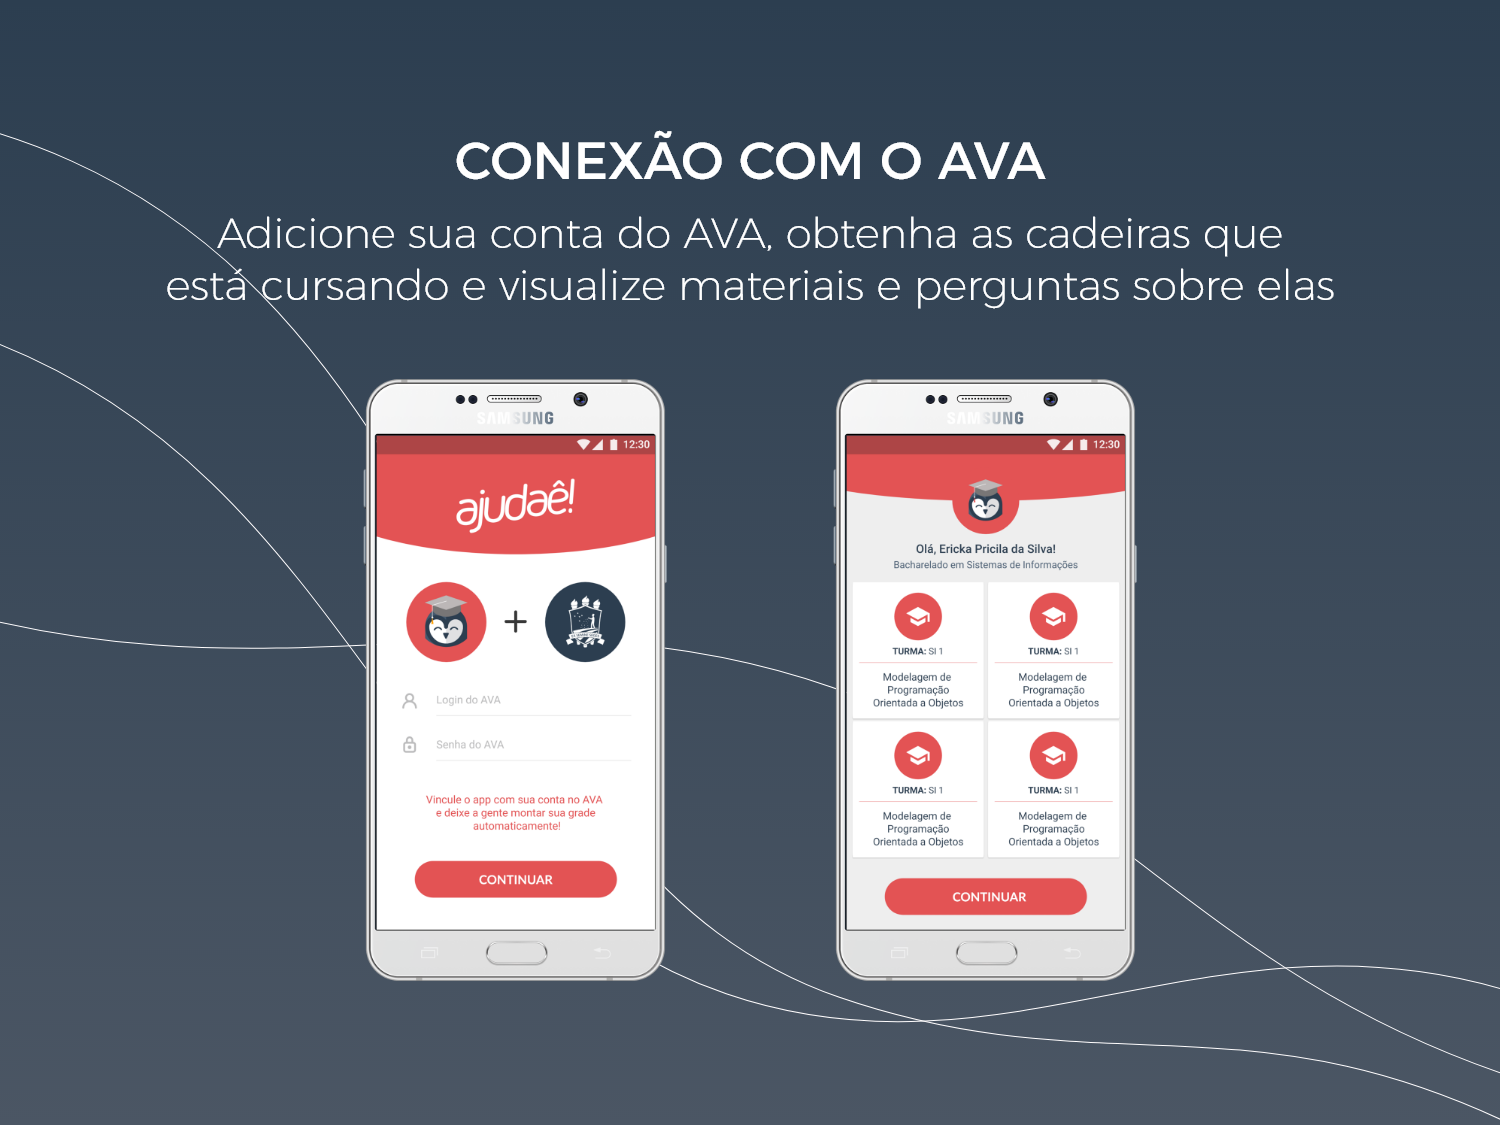 CONEXÃO COM O AVA
Adicione sua conta do AVA, obtenha as cadeiras que
está cursando e visualize materiais e perguntas sobre elas
SAMSUNG
12:30
ajudaê!
+
Login do AVA
Senha do AVA
Vincule o app com sua conta no AVA
e deixe a gente montar sua grade
automaticamente!
CONTINUAR
SAMSUNG
12:30
Olá, Ericka Pricila da Silva!
Bacharelado em Sistemas de Informações
TURMA: SI 1
Modelagem de
Programação
Orientada a Objetos
TURMA: SI 1
Modelagem de
Programação
Orientada a Objetos
TURMA: SI 1
Modelagem de
Programação
Orientada a Objetos
TURMA: SI 1
Modelagem de
Programação
Orientada a Objetos
CONTINUAR